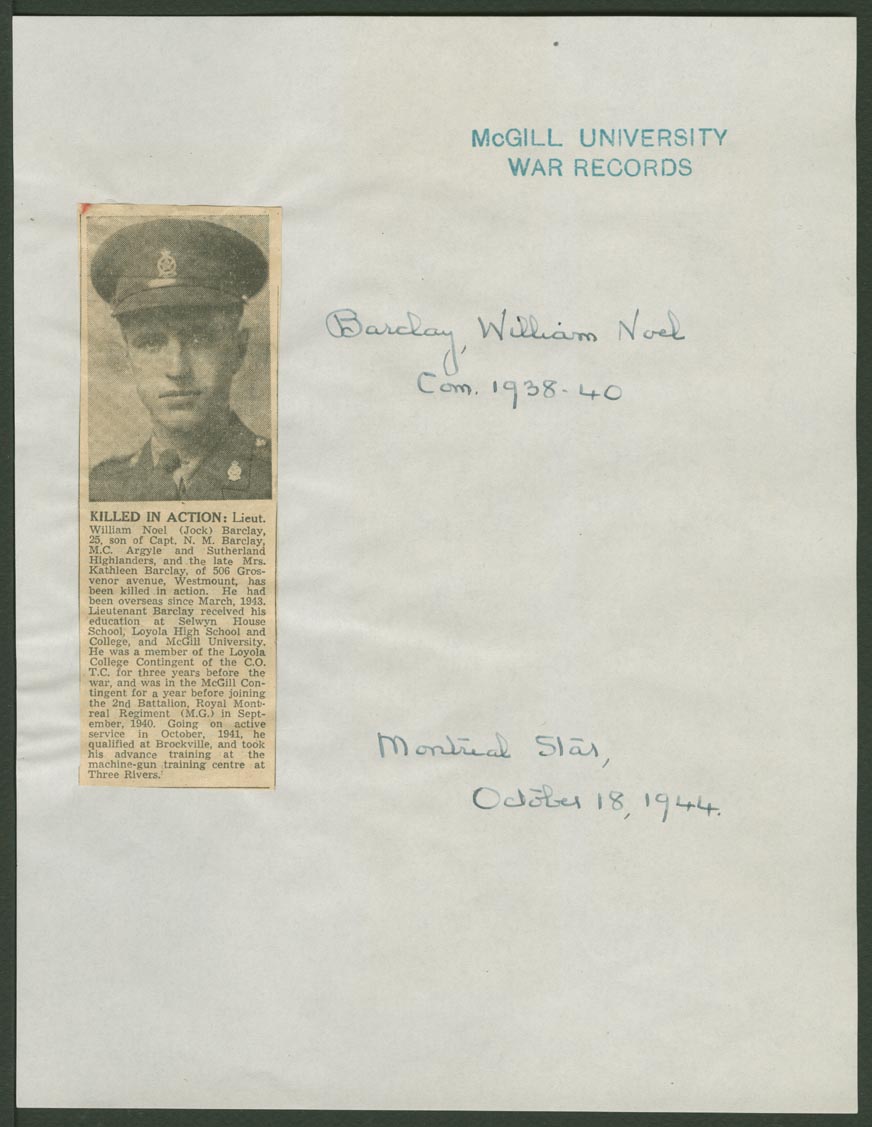 McGILL UNIVERSITY
WAR RECORDS
Barclay, William Noel
Com. 1938-40
KILLED IN ACTION: Lieut.
William Noel (Jock) Barclay,
25, son of Capt. N. M. Barclay,
M.C. Argyle and Sutherland
Highlanders, and the late Mrs.
Kathleen Barclay, of 506 Gros-
venor avenue, Westmount, has
been killed in action. He had
been overseas since March, 1943.
Lieutenant Barclay received his
education at Selwyn House
School, Loyola High School and
College, and McGill University.
He was a member of the Loyola
College Contingent of the C.O.
T.C. for three years before the
war, and was in the McGill Con-
tingent for a year before joining
the 2nd Battalion, Royal Mont-
real Regiment (M.G.) in Sept-
ember, 1940. Going on active
service in October, 1941, he
qualified at Brockville, and took
his advance training at the
machine-gun training centre at
Three Rivers.
Montreal Star,
October 18, 1944.